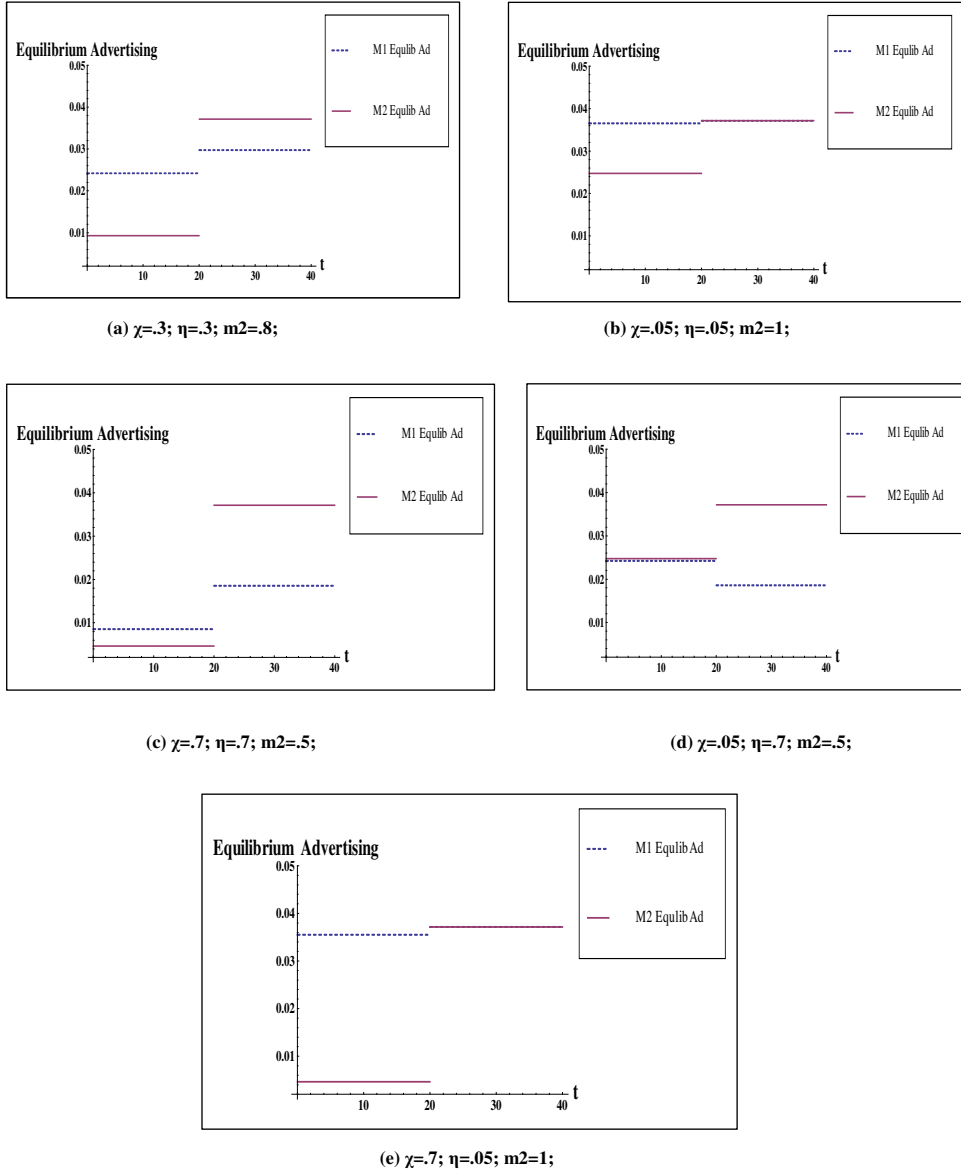 Equilibrium Advertising
M1 Equlib Ad
M2 Equlib Ad
0.05
0.04
0.03
0.02
0.01
10 20 30 40
t
(a) χ=.3; η=.3; m2=.8;
Equilibrium Advertising
M1 Equlib Ad
M2 Equlib Ad
0.05
0.04
0.03
0.02
0.01
10 20 30 40
t
(b) χ=.05; η=.05; m2=1;
Equilibrium Advertising
M1 Equlib Ad
M2 Equlib Ad
0.05
0.04
0.03
0.02
0.01
10 20 30 40
t
(c) χ=.7; η=.7; m2=.5;
Equilibrium Advertising
M1 Equlib Ad
M2 Equlib Ad
0.05
0.04
0.03
0.02
0.01
10 20 30 40
t
(d) χ=.05; η=.7; m2=.5;
Equilibrium Advertising
M1 Equlib Ad
M2 Equlib Ad
0.05
0.04
0.03
0.02
0.01
10 20 30 40
t
(e) χ=.7; η=.05; m2=1;